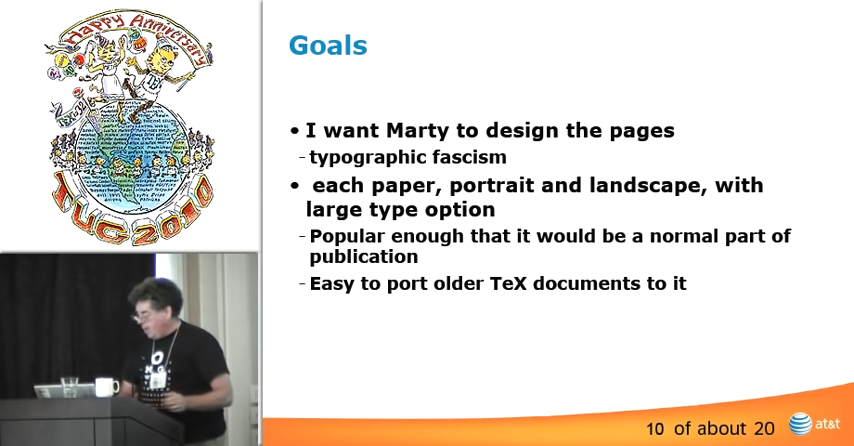 Happy Anniversary
TUG 2010
Goals
• I want Marty to design the pages
- typographic fascism
• each paper, portrait and landscape, with
large type option
- Popular enough that it would be a normal part of
publication
- Easy to port older TeX documents to it
10 of about 20
at&t